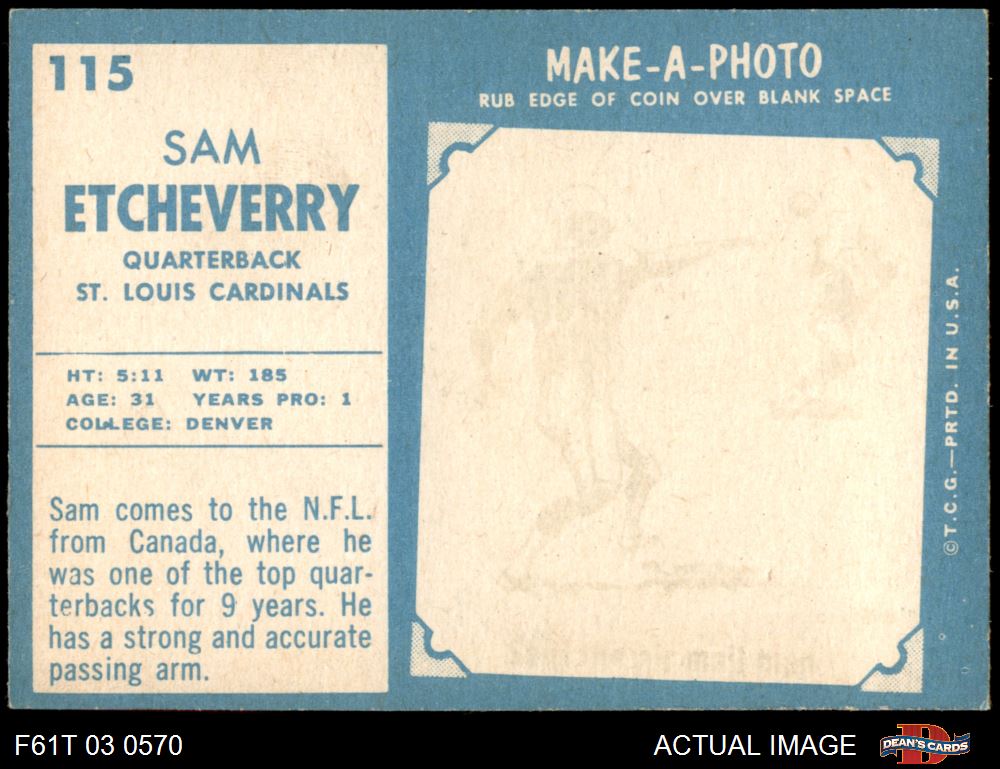 115
SAM
ETCHEVERRY
QUARTERBACK
ST. LOUIS CARDINALS
HT: 5:11 WT: 185
AGE: 31 YEARS PRO: 1
COLLEGE: DENVER
Sam comes to the N.F.L.
from Canada, where he
was one of the top quar-
terbacks for 9 years. He
has a strong and accurate
passing arm.
MAKE-A-PHOTO
RUB EDGE OF COIN OVER BLANK SPACE
©T.C.G.—PRTD. IN U.S.A.
F61T 03 0570
ACTUAL IMAGE
DEAN'S CARDS